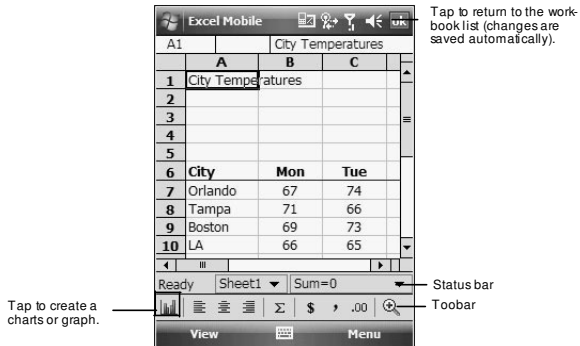 Excel Mobile ok
Tap to return to the work-
book list (changes are
saved automatically).
A1 City Temperatures
A B C
1 City Temperatures
2
3
4
5
6 City Mon Tue
7 Orlando 67 74
8 Tampa 71 66
9 Boston 69 73
10 LA 66 65
Ready Sheet1 Sum=0
Status bar
Tap to create a
charts or graph.
Σ $ , .00
Toobar
View Menu